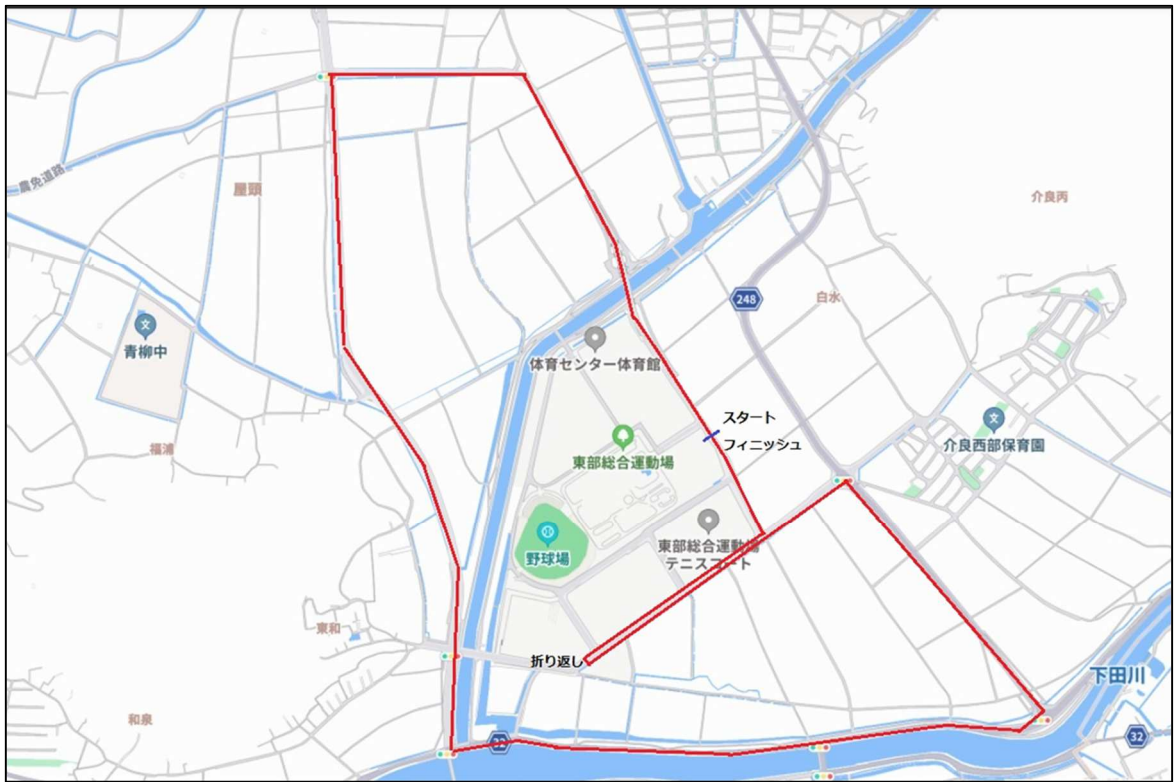 農免道路
屋頭
介良丙
248
白水
文
青柳中
体育センター体育館
スタート
フィニッシュ
文
介良西部保育園
福浦
東部総合運動場
野球場
東部総合運動場
テニスコート
東和
折り返し
下田川
和泉
32